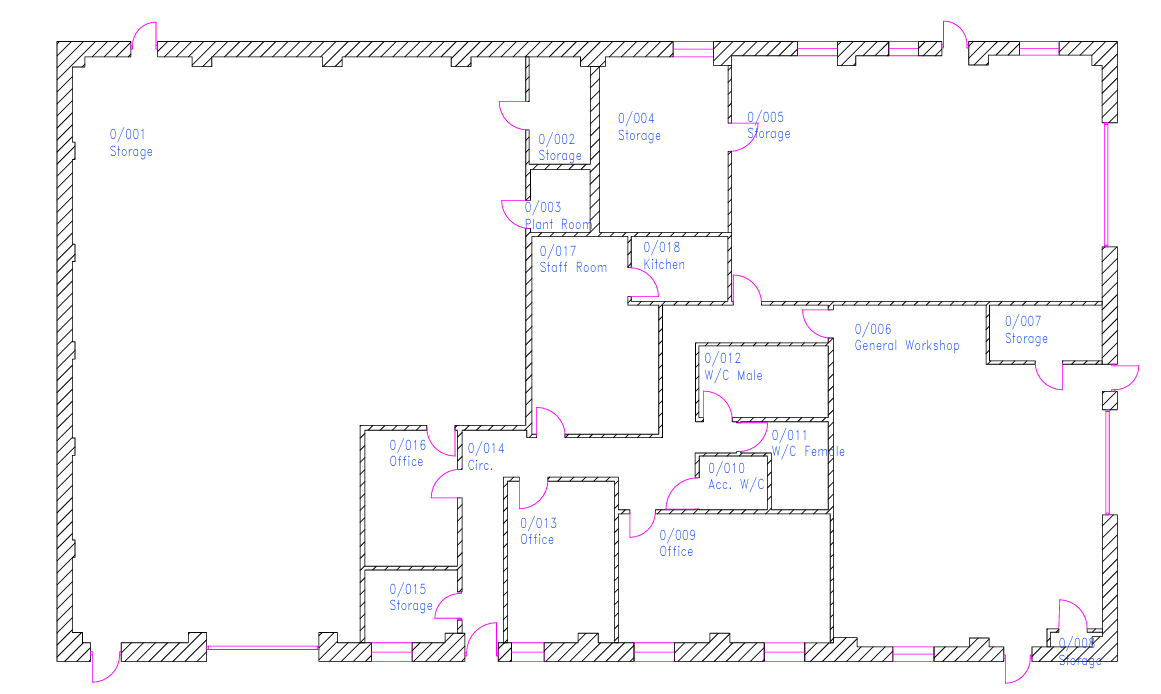 0/001
Storage
0/002
Storage
0/003
Plant Room
0/004
Storage
0/005
Storage
0/017
Staff Room
0/018
Kitchen
0/006
General Workshop
0/007
Storage
0/012
W/C Male
0/011
W/C Female
0/010
Acc. W/C
0/016
Office
0/014
Circ.
0/013
Office
0/009
Office
0/015
Storage
0/008
Storage